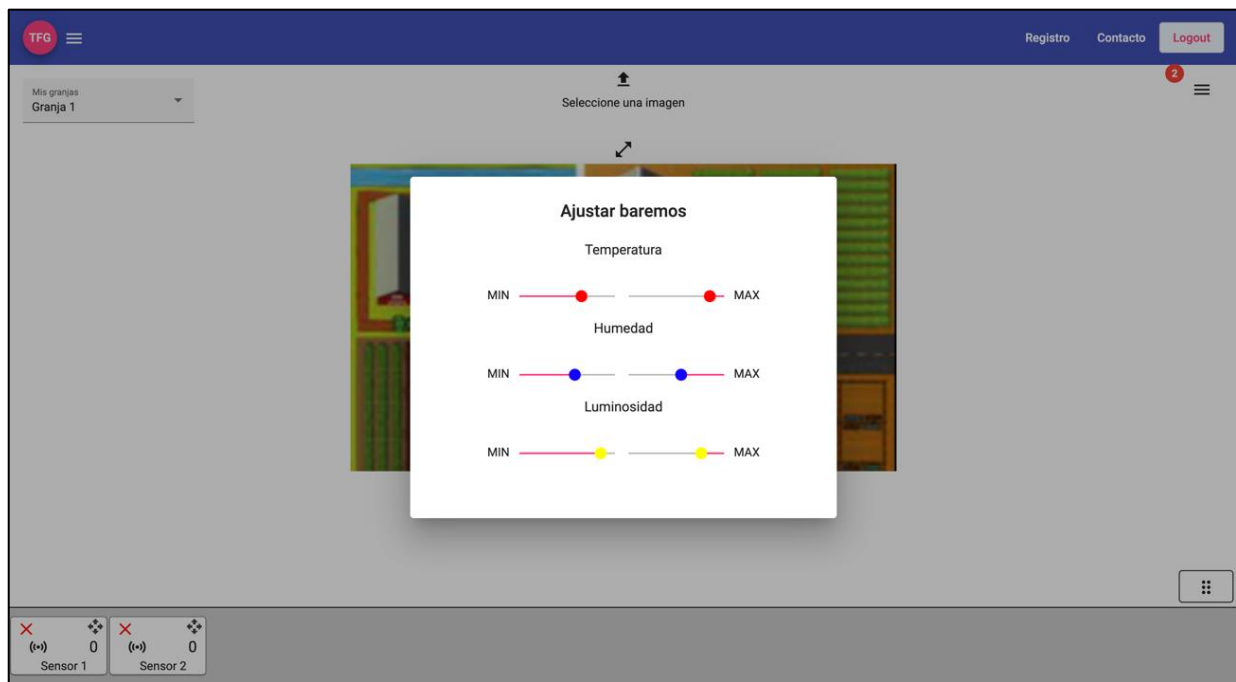 TFG
Registro Contacto Logout
Mis granjas
Granja 1
Seleccione una imagen
2
Ajustar baremos
Temperatura
MIN MAX
Humedad
MIN MAX
Luminosidad
MIN MAX
0 0
Sensor 1 Sensor 2